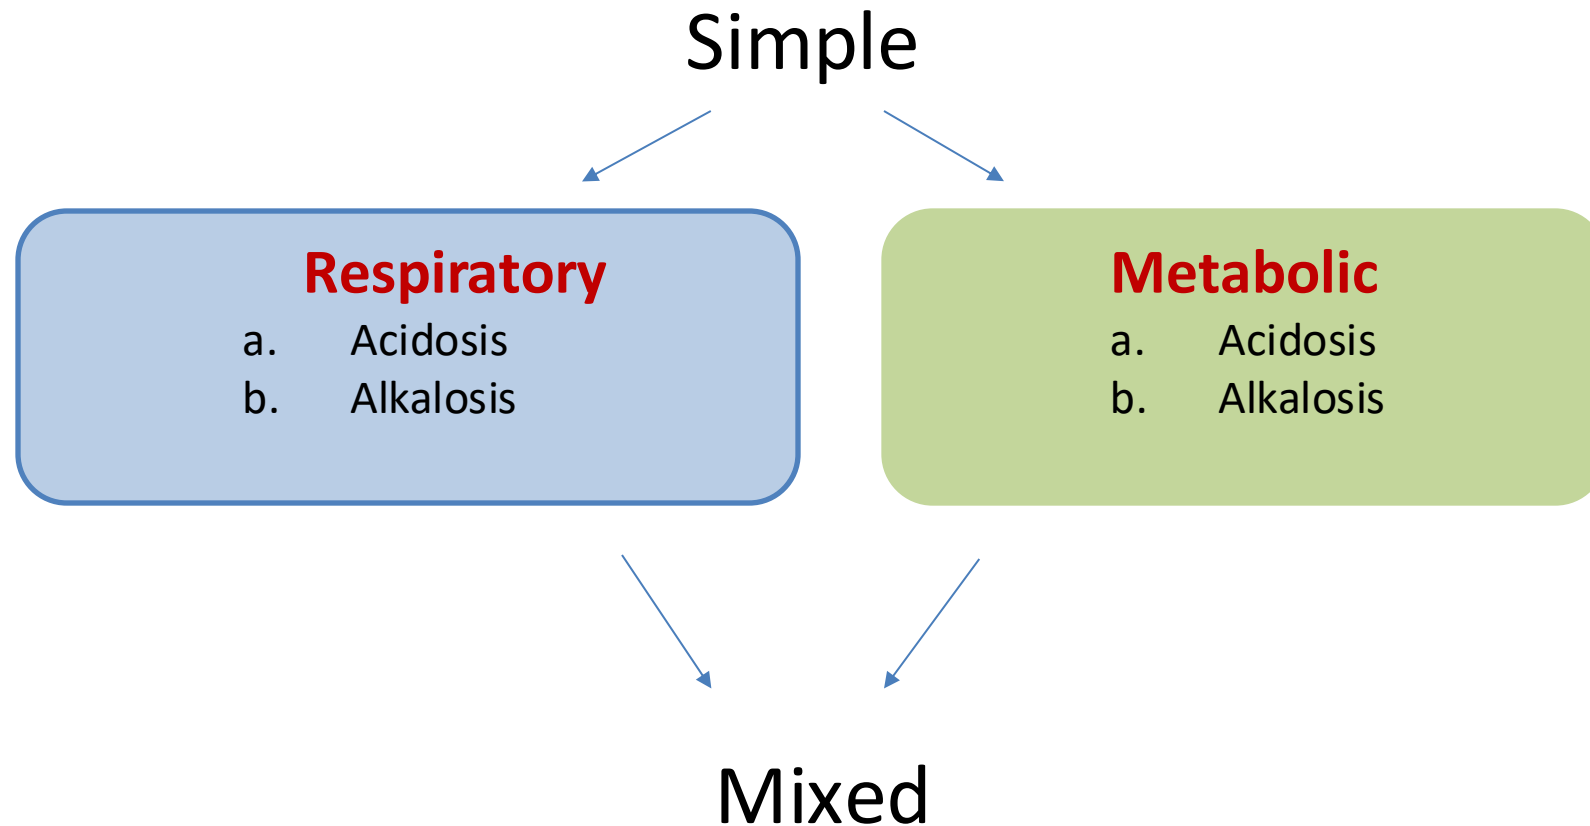 Simple
Respiratory
a. Acidosis
b. Alkalosis
Metabolic
a. Acidosis
b. Alkalosis
Mixed